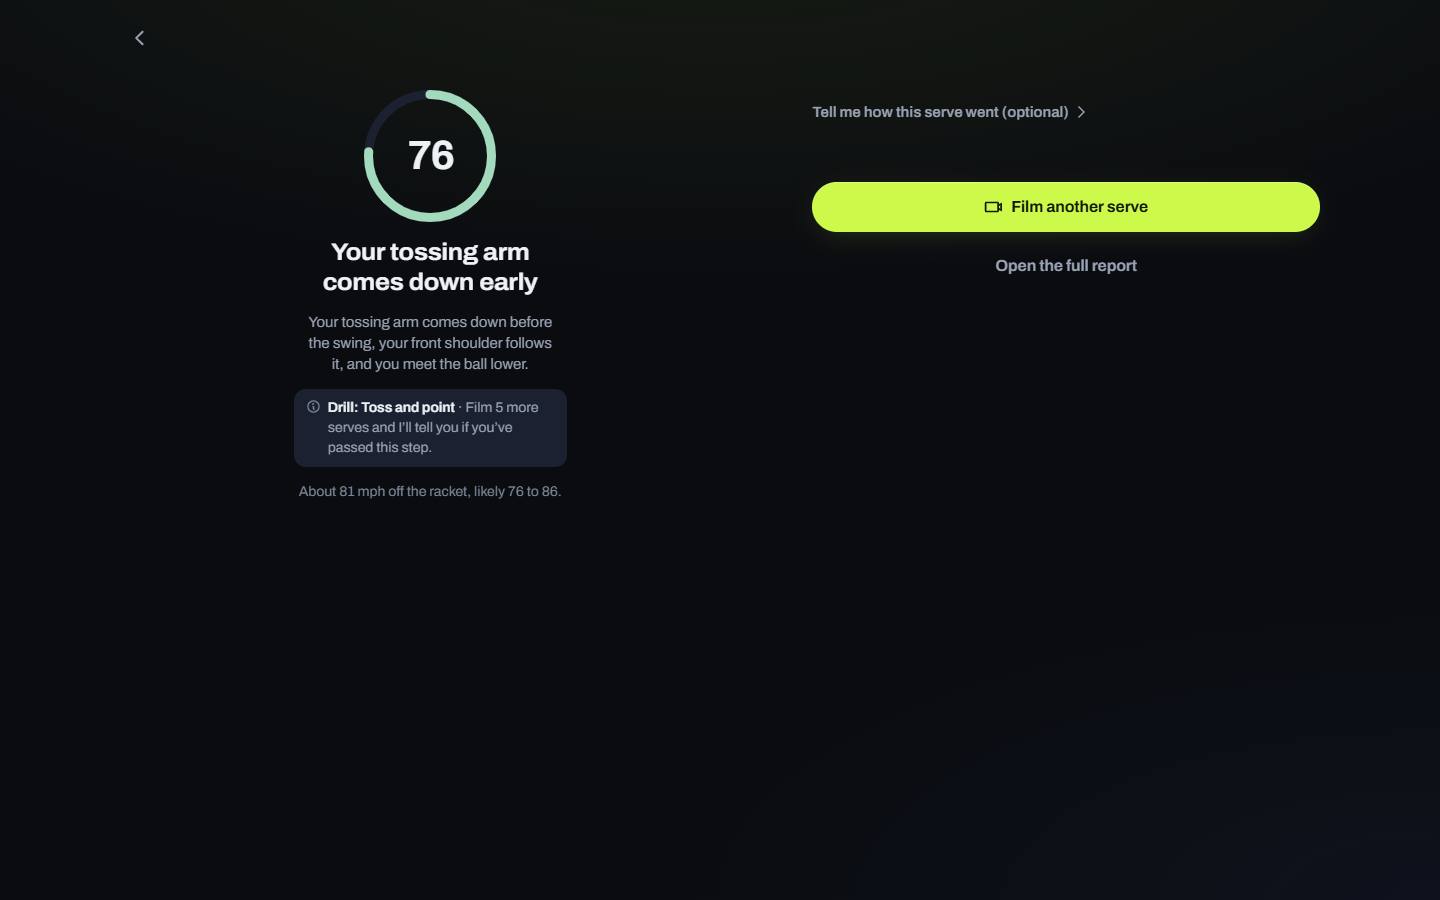 76
Your tossing arm
comes down early
Your tossing arm comes down before
the swing, your front shoulder follows
it, and you meet the ball lower.
Drill: Toss and point · Film 5 more
serves and I’ll tell you if you’ve
passed this step.
About 81 mph off the racket, likely 76 to 86.
Tell me how this serve went (optional)
Film another serve
Open the full report